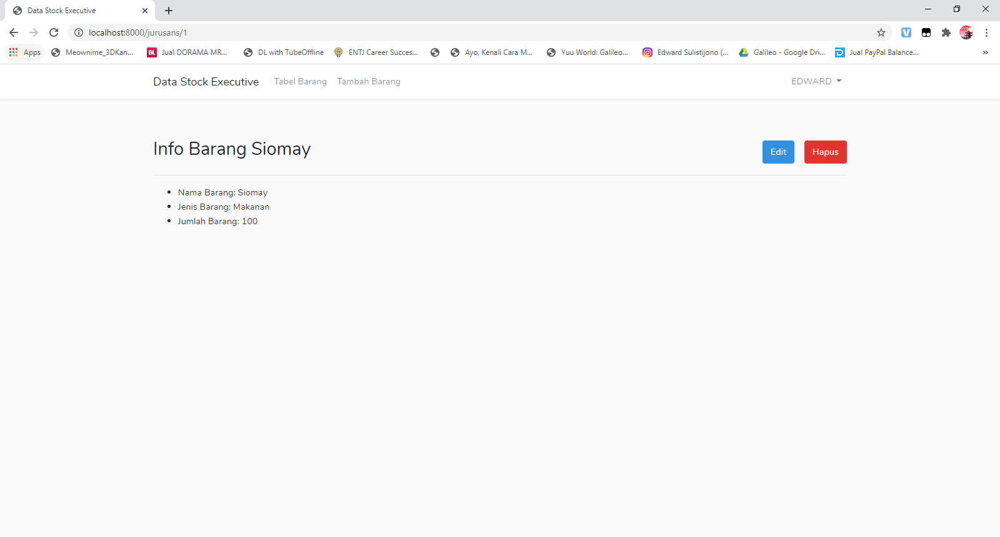 Data Stock Executive
localhost:8000/jurusans/1
Apps Meownime_3DKan... Jual DORAMA MR... DL with TubeOffline ENTJ Career Succes... Ayo, Kenali Cara M... Yuu World: Galileo... Edward Sulistijono (... Galileo - Google Dri... Jual PayPal Balance... »
Data Stock Executive Tabel Barang Tambah Barang EDWARD
Info Barang Siomay Edit Hapus
Nama Barang: Siomay
Jenis Barang: Makanan
Jumlah Barang: 100